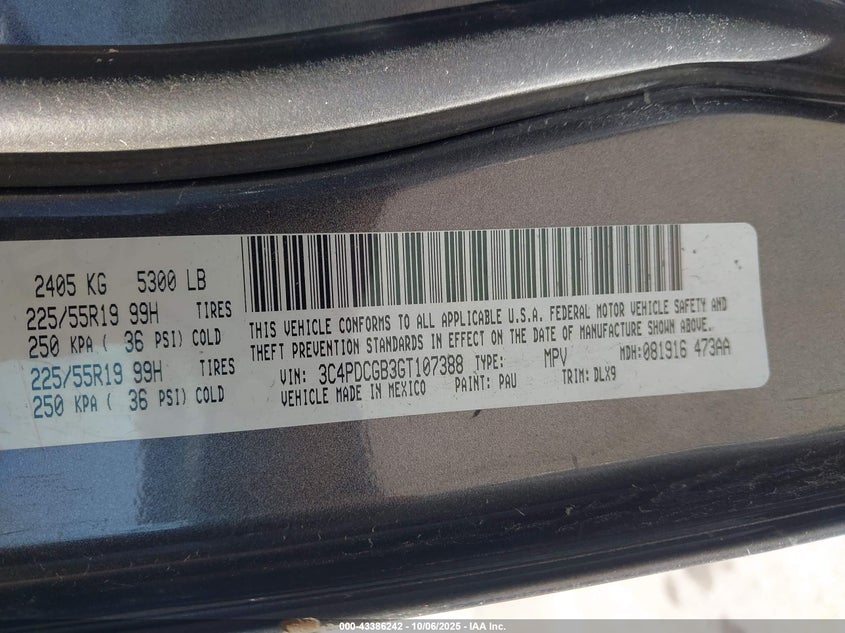 2405 KG 5300 LB
225/55R19 99H TIRES
250 KPA ( 36 PSI) COLD
225/55R19 99H TIRES
250 KPA ( 36 PSI) COLD
THIS VEHICLE CONFORMS TO ALL APPLICABLE U.S.A. FEDERAL MOTOR VEHICLE SAFETY AND
THEFT PREVENTION STANDARDS IN EFFECT ON THE DATE OF MANUFACTURE SHOWN ABOVE.
VIN: 3C4PDCGB3GT107388 TYPE: MPV MDH:081916 473AA
VEHICLE MADE IN MEXICO PAINT: PAU TRIM: DLX9
000-43386242 - 10/06/2025 - IAA Inc.